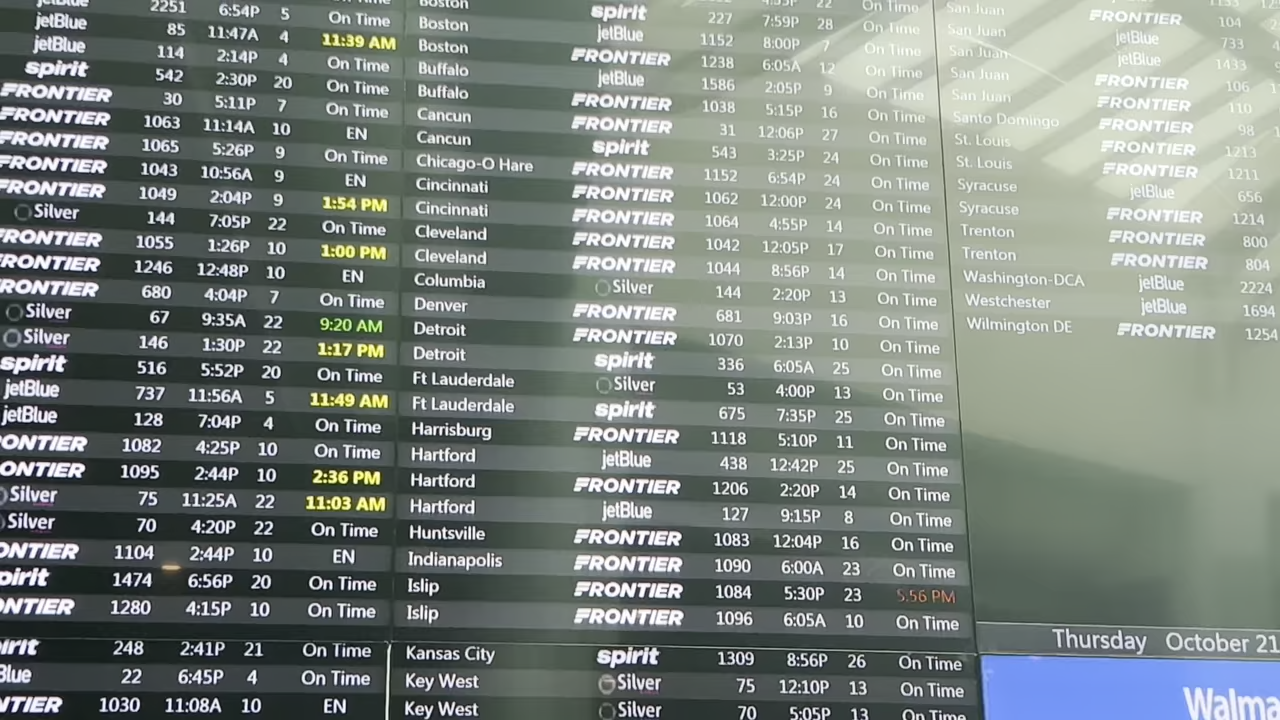 jetBlue 2251 6:54P 5 On Time
jetBlue 85 11:47A 4 11:39 AM
jetBlue 114 2:14P 4 On Time
spirit 542 2:30P 20 On Time
FRONTIER 30 5:11P 7 On Time
FRONTIER 1063 11:14A 10 EN
FRONTIER 1065 5:26P 9 On Time
FRONTIER 1043 10:56A 9 EN
FRONTIER 1049 2:04P 9 1:54 PM
Silver 144 7:05P 22 On Time
FRONTIER 1055 1:26P 10 1:00 PM
FRONTIER 1246 12:48P 10 EN
FRONTIER 680 4:04P 7 On Time
Silver 67 9:35A 22 9:20 AM
Silver 146 1:30P 22 1:17 PM
spirit 516 5:52P 20 On Time
jetBlue 737 11:56A 5 11:49 AM
jetBlue 128 7:04P 4 On Time
ONTIER 1082 4:25P 10 On Time
ONTIER 1095 2:44P 10 2:36 PM
Silver 75 11:25A 22 11:03 AM
Silver 70 4:20P 22 On Time
ONTIER 1104 2:44P 10 EN
pirit 1474 6:56P 20 On Time
ONTIER 1280 4:15P 10 On Time
irit 248 2:41P 21 On Time
Blue 22 6:45P 4 On Time
TIER 1030 11:08A 10 EN
Boston spirit 227 7:59P 28 On Time
Boston jetBlue 1152 8:00P 7 On Time
Boston FRONTIER 1238 6:05A 12 On Time
Buffalo jetBlue 1586 2:05P 9 On Time
Buffalo FRONTIER 1038 5:15P 16 On Time
Cancun FRONTIER 31 12:06P 27 On Time
Cancun spirit 543 3:25P 24 On Time
Chicago-O Hare FRONTIER 1152 6:54P 24 On Time
Cincinnati FRONTIER 1062 12:00P 24 On Time
Cincinnati FRONTIER 1064 4:55P 14 On Time
Cleveland FRONTIER 1042 12:05P 17 On Time
Cleveland FRONTIER 1044 8:56P 14 On Time
Columbia Silver 144 2:20P 13 On Time
Denver FRONTIER 681 9:03P 16 On Time
Detroit FRONTIER 1070 2:13P 10 On Time
Detroit spirit 336 6:05A 25 On Time
Ft Lauderdale Silver 53 4:00P 13 On Time
Ft Lauderdale spirit 675 7:35P 25 On Time
Harrisburg FRONTIER 1118 5:10P 11 On Time
Hartford jetBlue 438 12:42P 25 On Time
Hartford FRONTIER 1206 2:20P 14 On Time
Hartford jetBlue 127 9:15P 8 On Time
Huntsville FRONTIER 1083 12:04P 16 On Time
Indianapolis FRONTIER 1090 6:00A 23 On Time
Islip FRONTIER 1084 5:30P 23 5:56 PM
Islip FRONTIER 1096 6:05A 10 On Time
Kansas City spirit 1309 8:56P 26 On Time
Key West Silver 75 12:10P 13 On Time
Key West Silver 70 5:05P 13 On Time
San Juan FRONTIER 104
San Juan jetBlue 733
San Juan jetBlue 1433
San Juan FRONTIER 106
San Juan FRONTIER 110
Santo Domingo FRONTIER 98
St. Louis FRONTIER 1213
St. Louis FRONTIER 1211
Syracuse jetBlue 656
Syracuse FRONTIER 1214
Trenton FRONTIER 800
Trenton FRONTIER 804
Washington-DCA jetBlue 2224
Westchester jetBlue 1694
Wilmington DE FRONTIER 1254
Thursday October 21
Walma